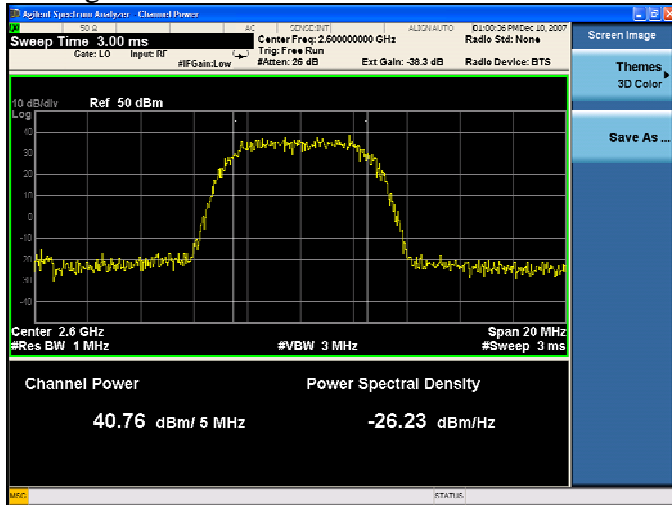 Agilent Spectrum Analyzer - Channel Power
50 Ω AC SENSE:INT ALIGN AUTO 01:00:36 PM Dec 10, 2007
Sweep Time 3.00 ms
Center Freq: 2.600000000 GHz
Radio Std: None
Gate: LO Input: RF
Trig: Free Run
#IFGain:Low
#Atten: 26 dB
Ext Gain: -38.3 dB
Radio Device: BTS
Screen Image
Themes
3D Color
Save As ...
10 dB/div Ref 50 dBm
Log
40
30
20
10
0
-10
-20
-30
-40
Center 2.6 GHz
Span 20 MHz
#Res BW 1 MHz
#VBW 3 MHz
#Sweep 3 ms
Channel Power
Power Spectral Density
40.76 dBm/ 5 MHz
-26.23 dBm/Hz
MSG
STATUS